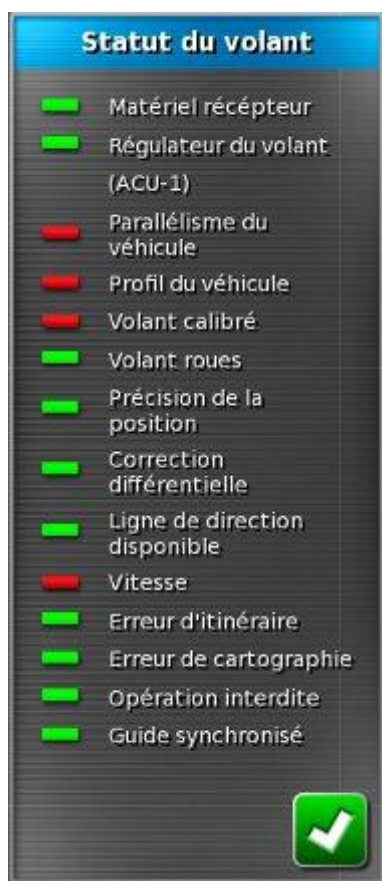 Statut du volant
Matériel récépteur
Régulateur du volant
(ACU-1)
Parallélisme du
véhicule
Profil du véhicule
Volant calibré
Volant roues
Précision de la
position
Correction
différentielle
Ligne de direction
disponible
Vitesse
Erreur d'itinéraire
Erreur de cartographie
Opération interdite
Guide synchronisé